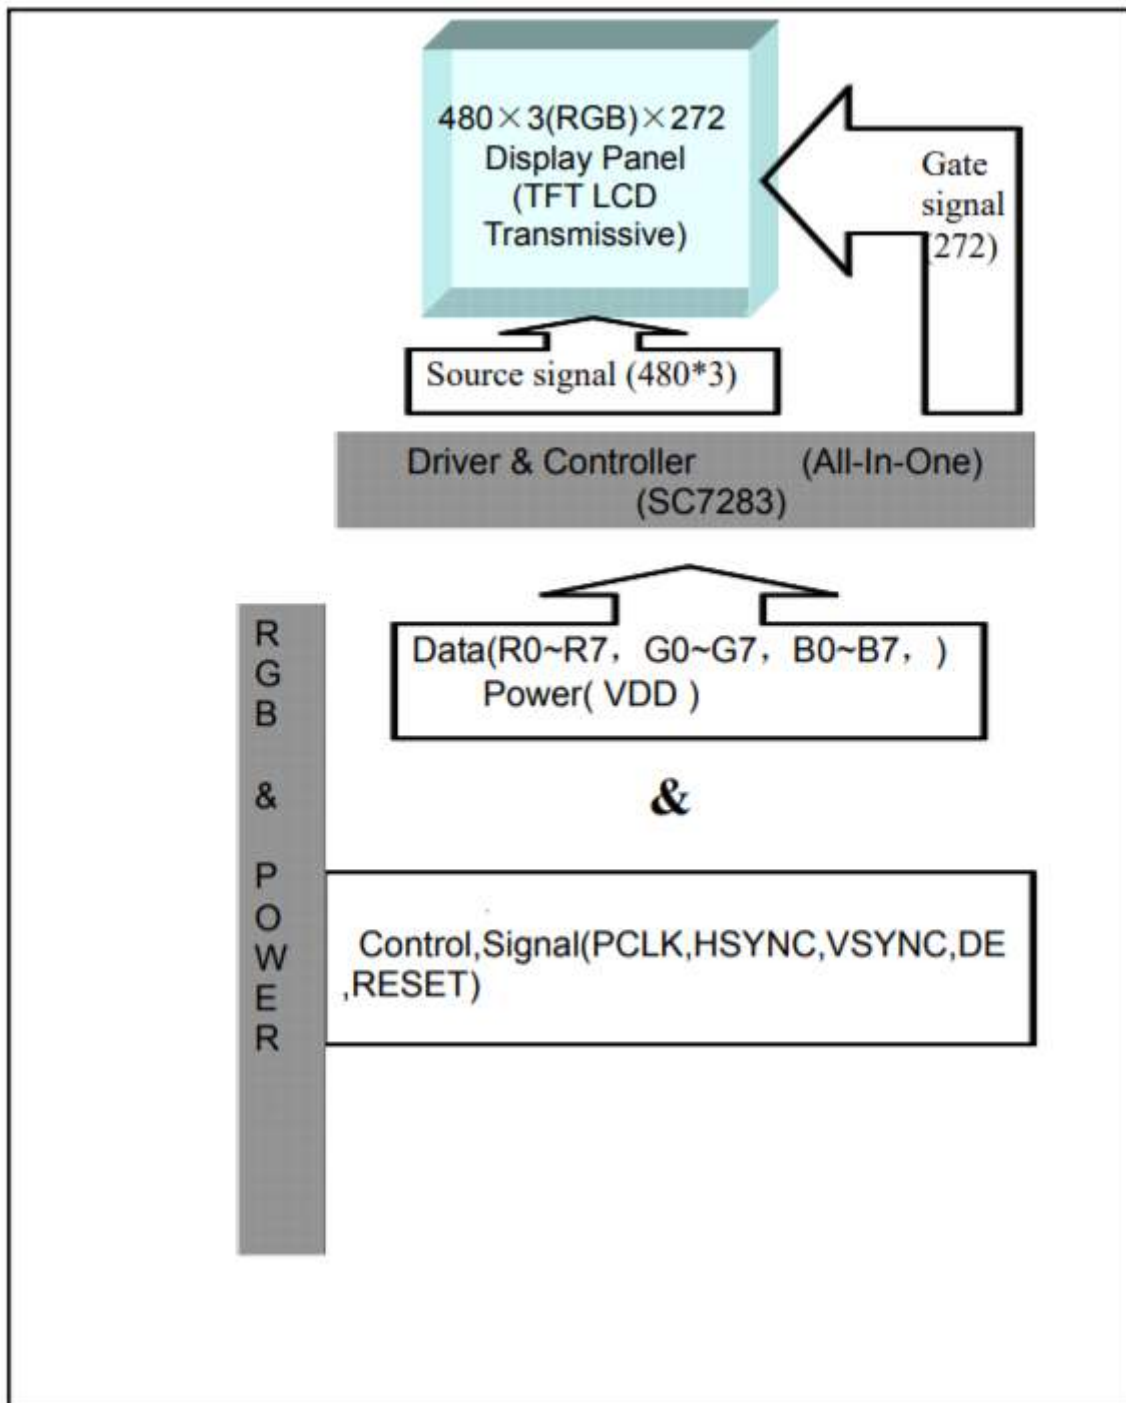 480×3(RGB)×272
Display Panel
(TFT LCD
Transmissive)
Gate
signal
(272)
Source signal (480*3)
Driver & Controller (All-In-One)
(SC7283)
RGB & POWER
Data(R0~R7，G0~G7，B0~B7，)
Power( VDD )
&
Control,Signal(PCLK,HSYNC,VSYNC,DE
,RESET)